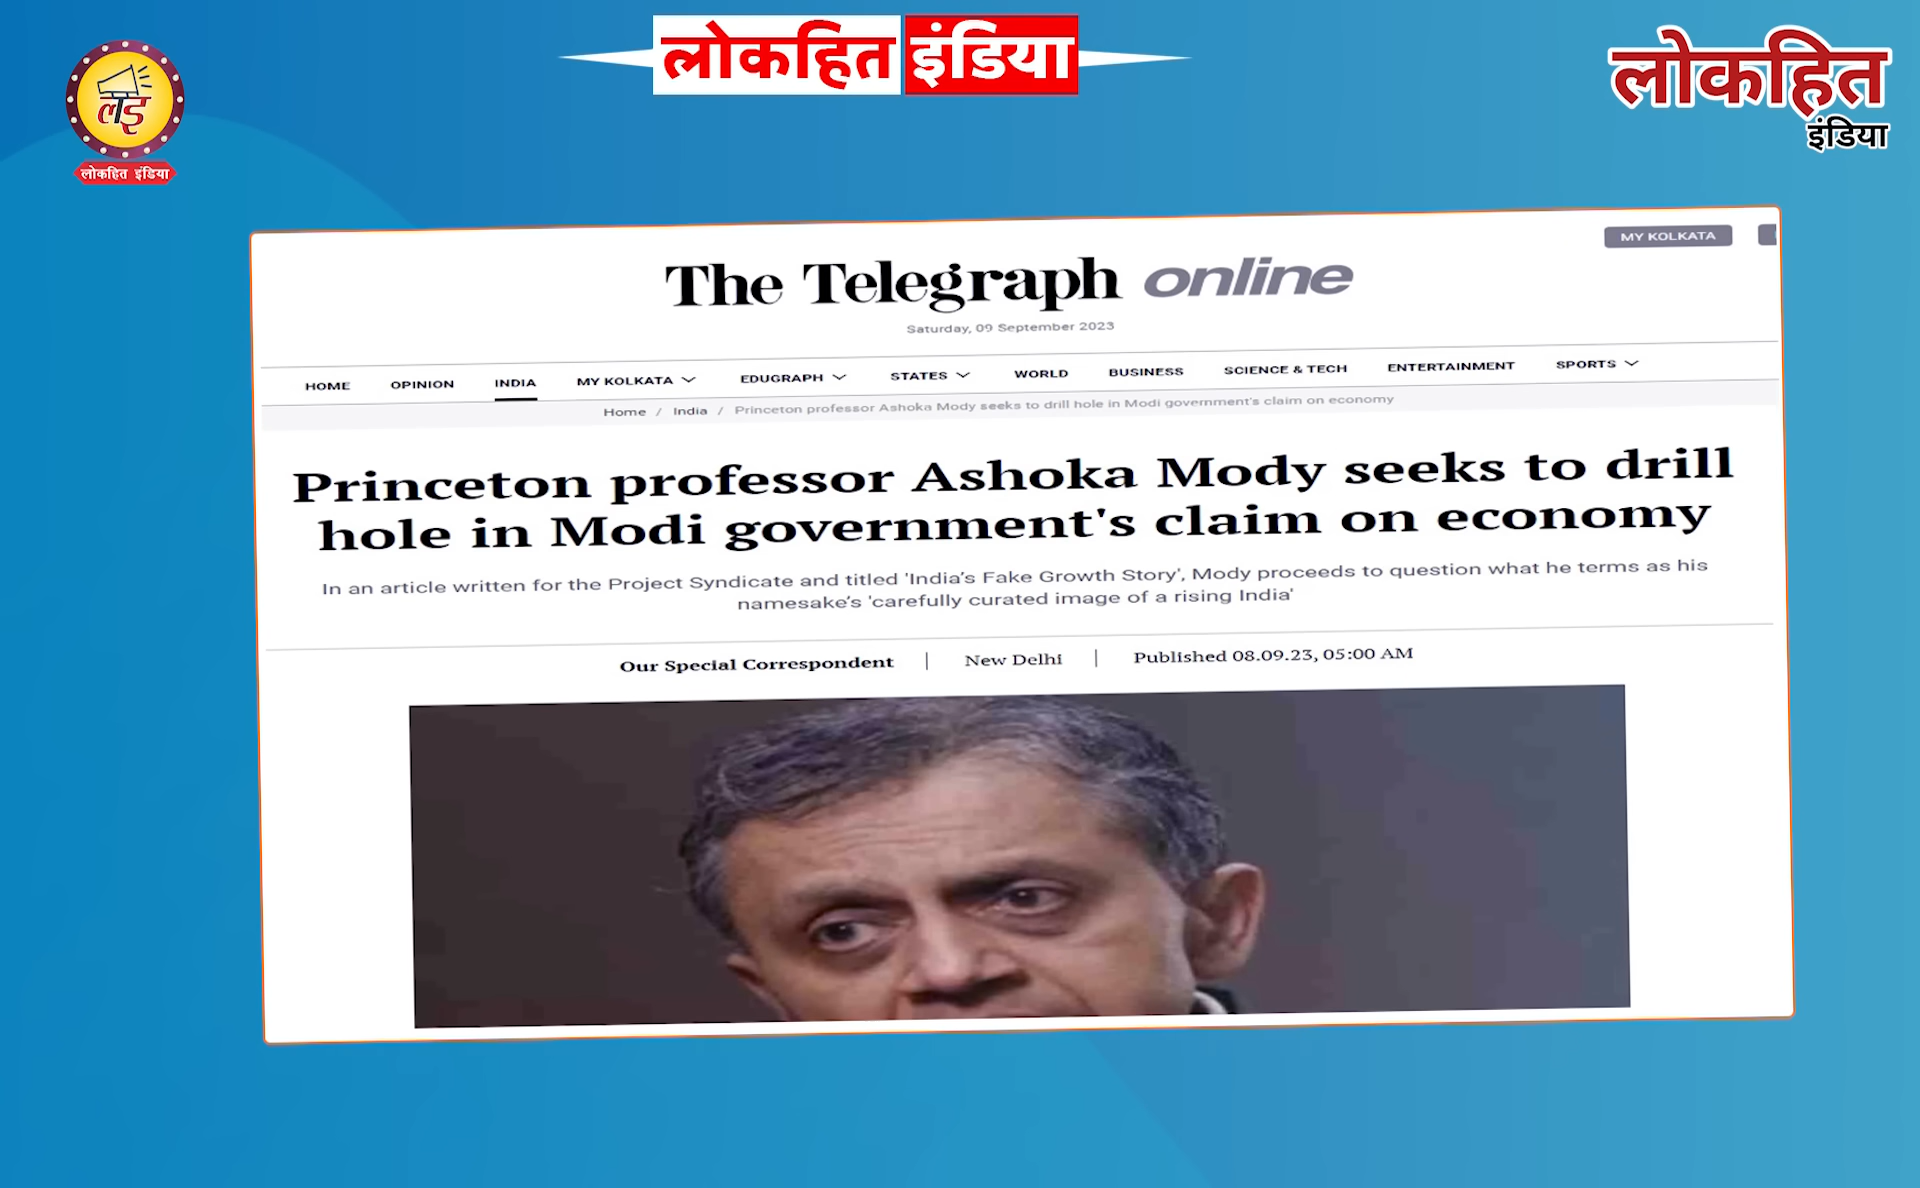 लोकहित इंडिया
लइ
लोकहित इंडिया
लोकहित
इंडिया
MY KOLKATA
The Telegraph online
Saturday, 09 September 2023
HOME OPINION INDIA MY KOLKATA EDUGRAPH STATES WORLD BUSINESS SCIENCE & TECH ENTERTAINMENT SPORTS
Home / India / Princeton professor Ashoka Mody seeks to drill hole in Modi government's claim on economy
Princeton professor Ashoka Mody seeks to drill
hole in Modi government's claim on economy
In an article written for the Project Syndicate and titled 'India’s Fake Growth Story', Mody proceeds to question what he terms as his
namesake’s 'carefully curated image of a rising India'
Our Special Correspondent | New Delhi | Published 08.09.23, 05:00 AM